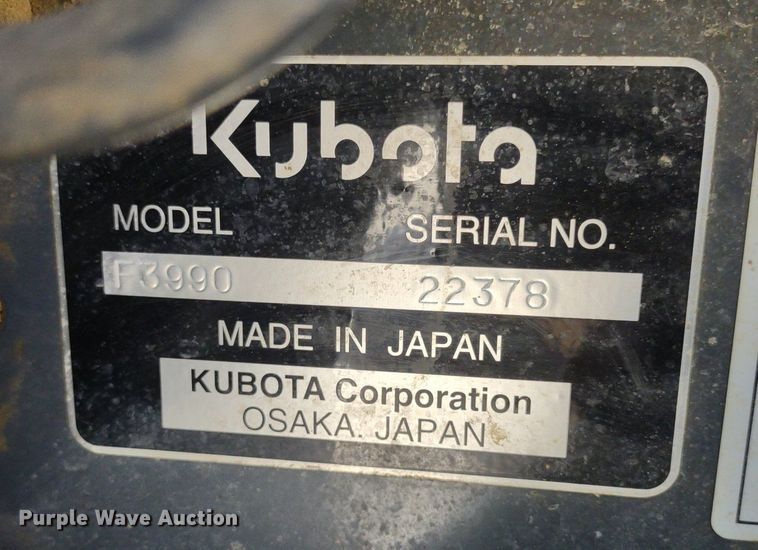 Kubota
MODEL SERIAL NO.
F3990 22378
MADE IN JAPAN
KUBOTA Corporation
OSAKA. JAPAN
Purple Wave Auction